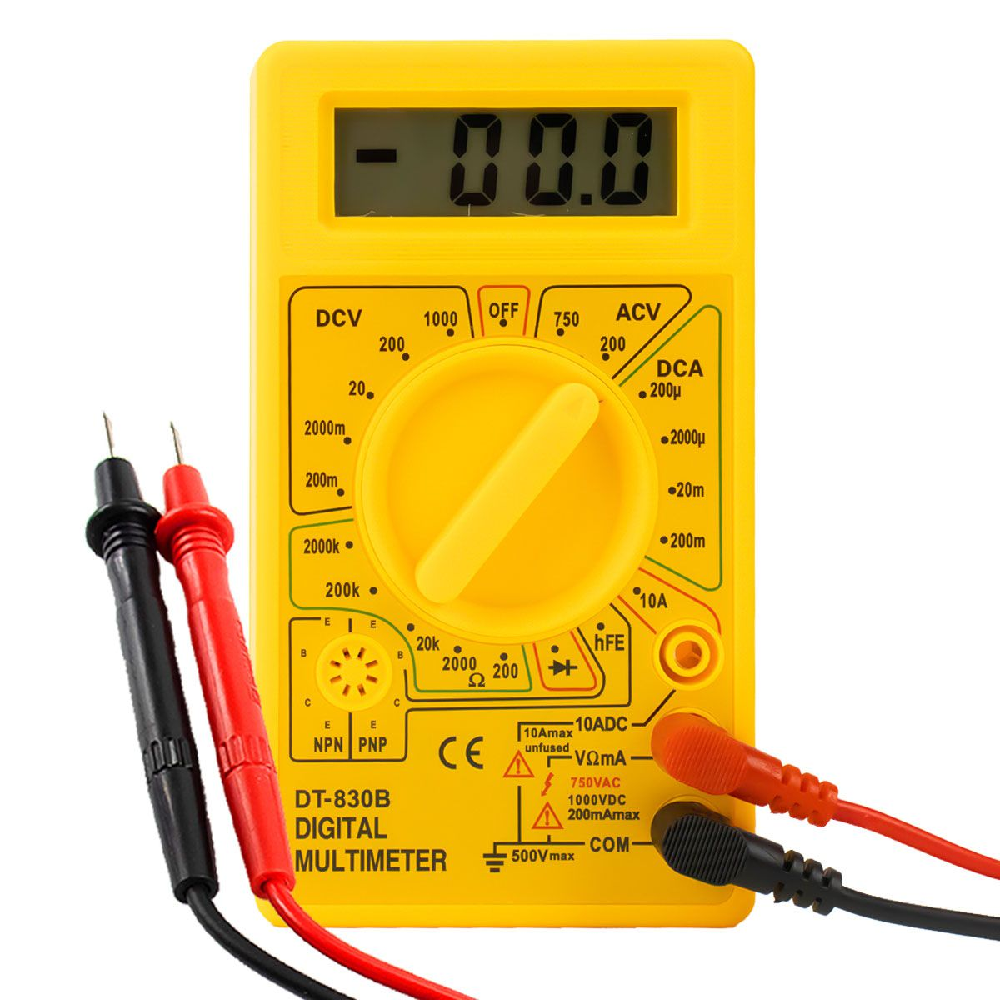 - 00.0
DCV
1000
OFF
750
ACV
200
200
DCA
20
200µ
2000m
2000µ
200m
20m
2000k
200m
200k
10A
20k
2000
Ω
200
hFE
E
E
B
B
C
C
E
E
NPN
PNP
CE
10Amax
unfused
10ADC
VΩmA
750VAC
1000VDC
200mAmax
500Vmax
COM
DT-830B
DIGITAL
MULTIMETER